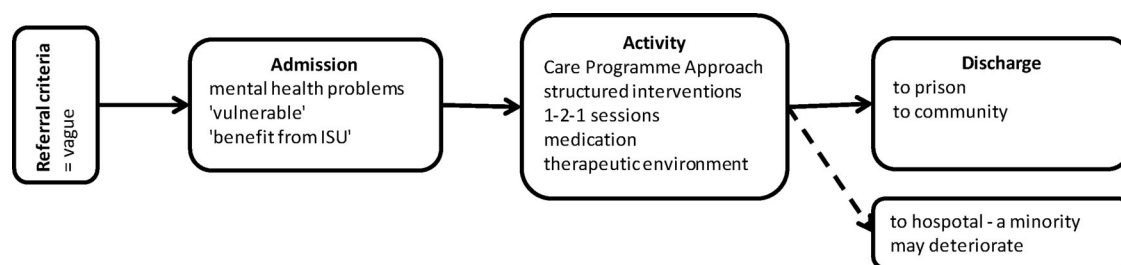 Referral criteria
= vague
Admission
mental health problems
'vulnerable'
'benefit from ISU'
Activity
Care Programme Approach
structured interventions
1-2-1 sessions
medication
therapeutic environment
Discharge
to prison
to community
to hospotal - a minority
may deteriorate